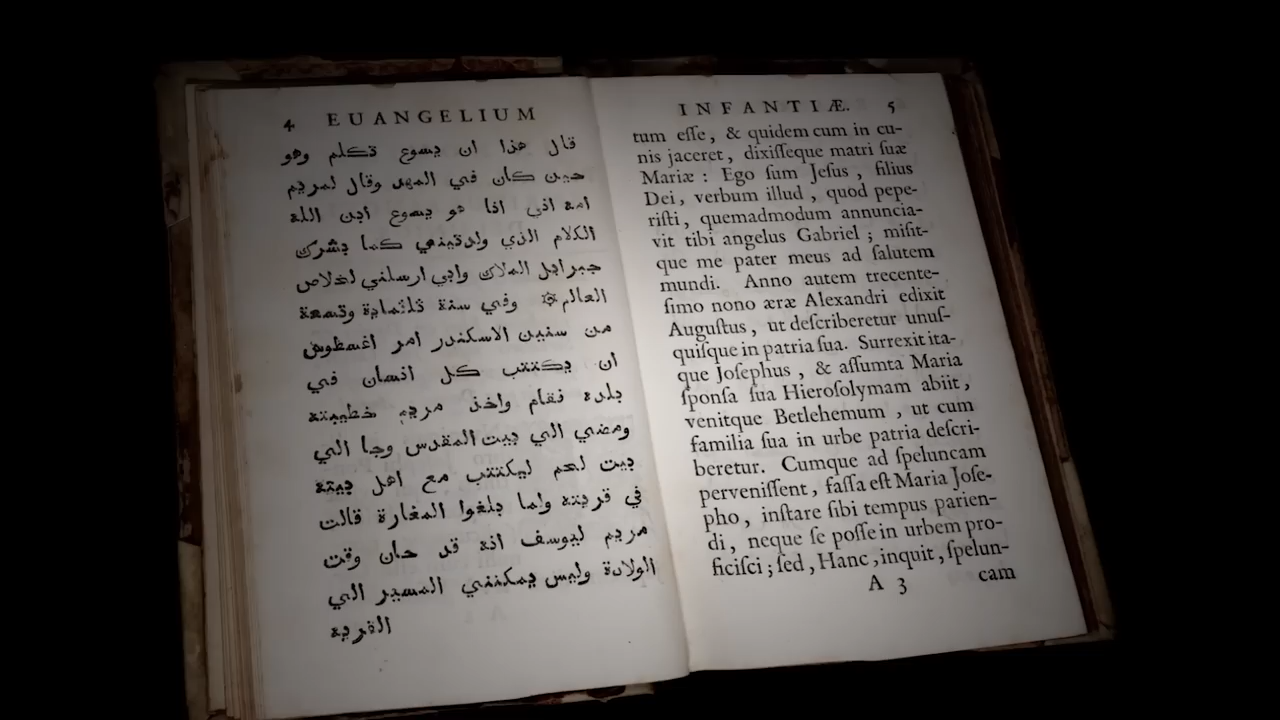 4 EUANGELIUM
قال هذا ان يسوع تكلم وهو
حين كان في المهد وقال لمريم
امه اني انا هو يسوع ابن الله
الكلام الذي ولدتيني كما بشرك
جبرايل الملاك وابي ارسلني لخلاص
العالم۞ وفي سنة ثلثماية وتسعة
من سنين الاسكندر امر اغسطوس
ان يكتتب كل انسان في
بلده فقام واخذ مريم خطيبته
ومضي الي بيت المقدس وجا الي
بيت لحم ليكتتب مع اهل بيته
في قريته ولما بلغوا المغارة قالت
مريم ليوسف انه قد حان وقت
الولادة وليس يمكنني المسير الي
القريه
INFANTIÆ. 5
tum eſſe, & quidem cum in cu-
nis jaceret, dixiſſeque matri ſuæ
Mariæ : Ego ſum Jeſus, filius
Dei, verbum illud, quod pepe-
riſti, quemadmodum annuncia-
vit tibi angelus Gabriel ; miſit-
que me pater meus ad ſalutem
mundi. Anno autem trecente-
ſimo nono æræ Alexandri edixit
Auguſtus, ut deſcriberetur unuſ-
quiſque in patria ſua. Surrexit ita-
que Joſephus, & aſſumta Maria
ſponſa ſua Hieroſolymam abiit,
venitque Betlehemum, ut cum
familia ſua in urbe patria deſcri-
beretur. Cumque ad ſpeluncam
perveniſſent, faſſa eſt Maria Joſe-
pho, inſtare ſibi tempus parien-
di, neque ſe poſſe in urbem pro-
ficiſci ; ſed, Hanc, inquit, ſpelun-
A 3 cam